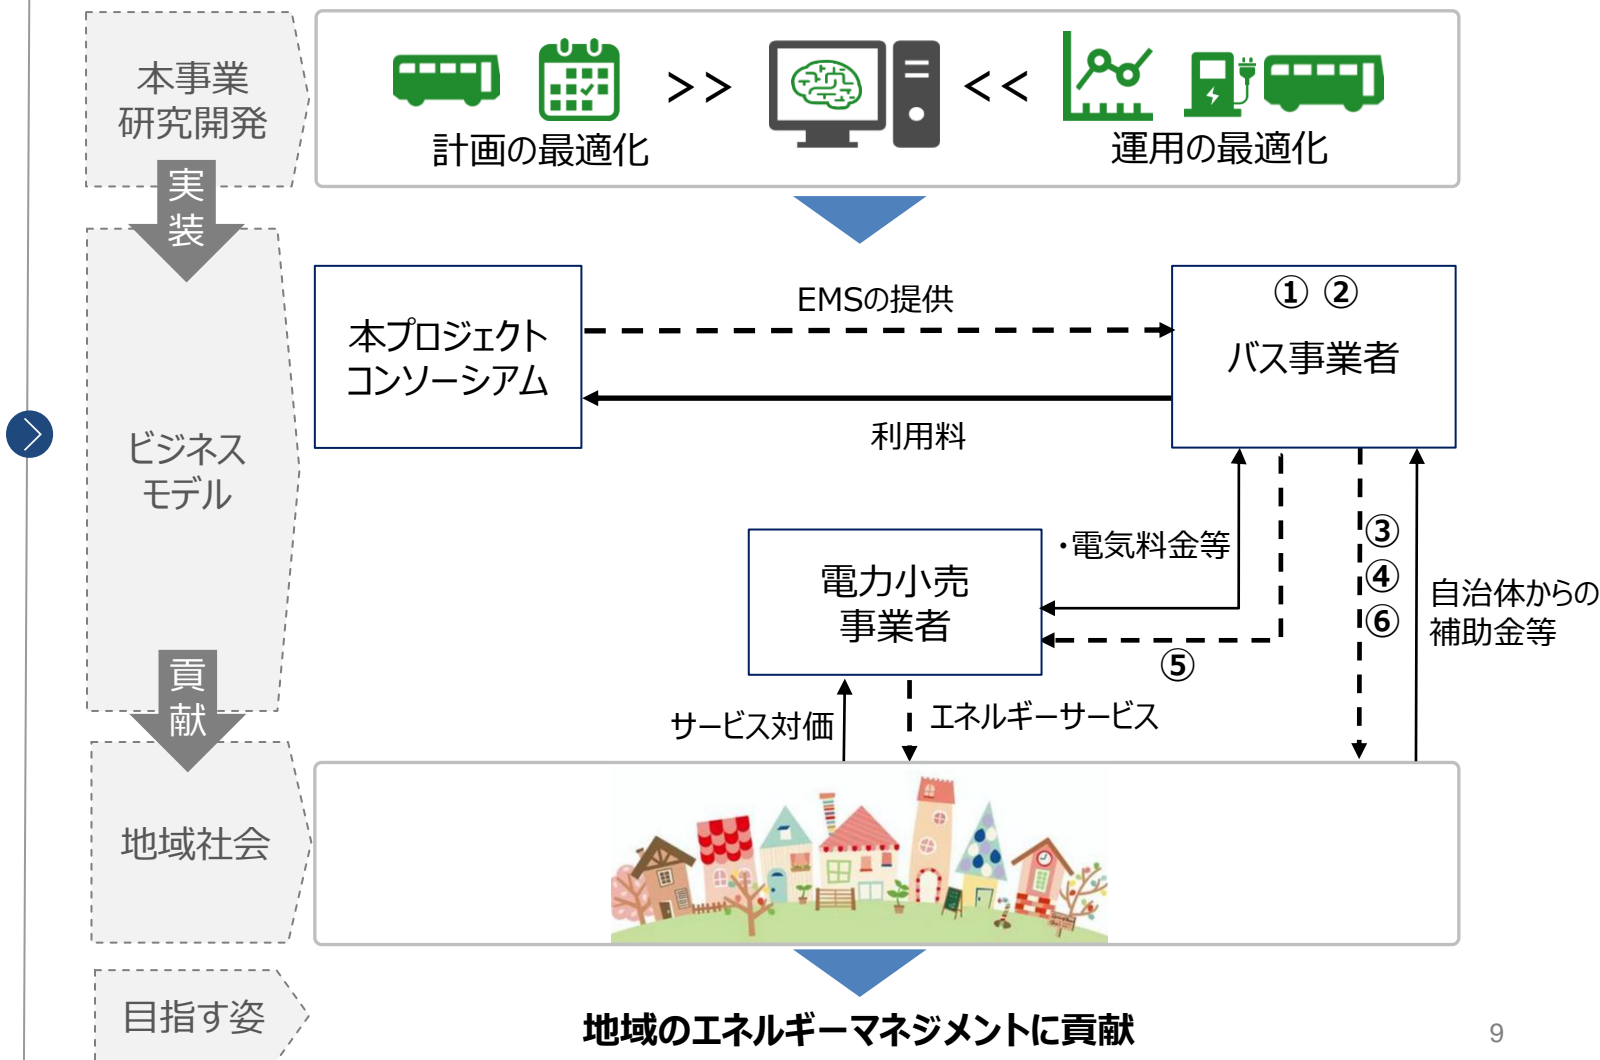 本事業
研究開発
>>
<<
計画の最適化
運用の最適化
実
装
ビジネス
モデル
本プロジェクト
コンソーシアム
EMSの提供
利用料
① ②
バス事業者
・電気料金等
電力小売
事業者
③
④
⑥
⑤
自治体からの
補助金等
サービス対価
エネルギーサービス
貢
献
地域社会
目指す姿
地域のエネルギーマネジメントに貢献
9